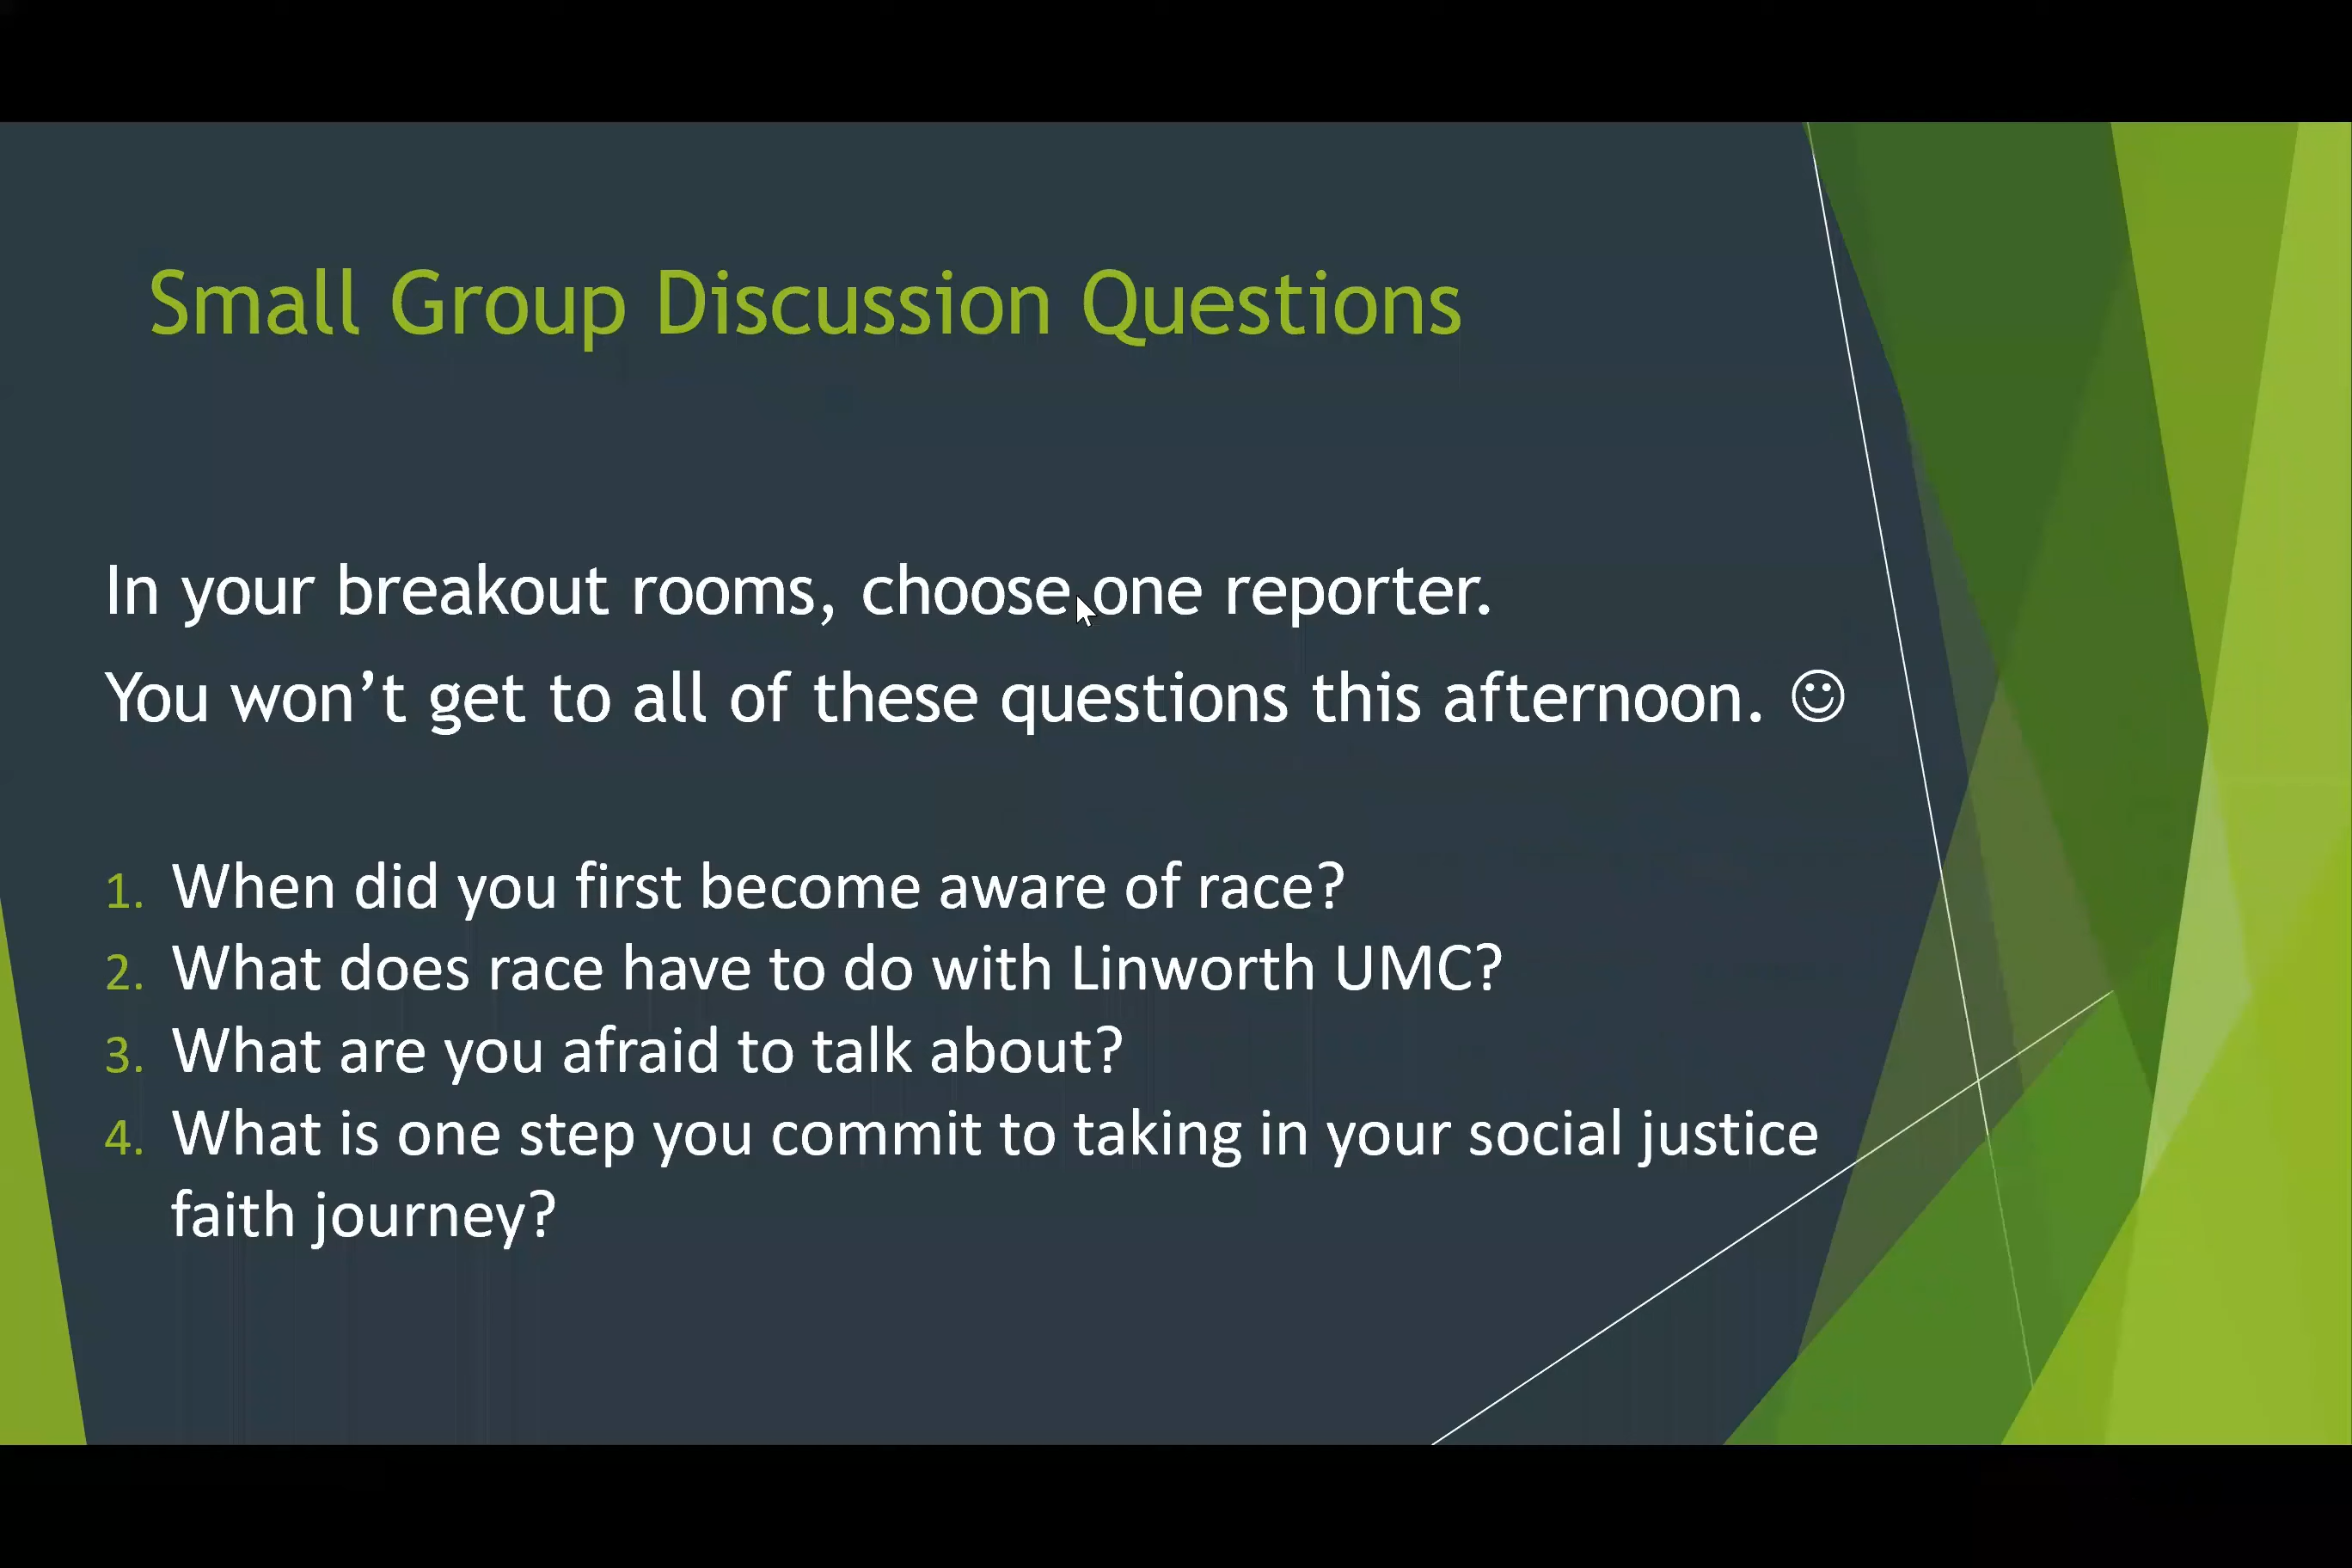 Small Group Discussion Questions
In your breakout rooms, choose one reporter.
You won’t get to all of these questions this afternoon. ☺
1. When did you first become aware of race?
2. What does race have to do with Linworth UMC?
3. What are you afraid to talk about?
4. What is one step you commit to taking in your social justice
faith journey?